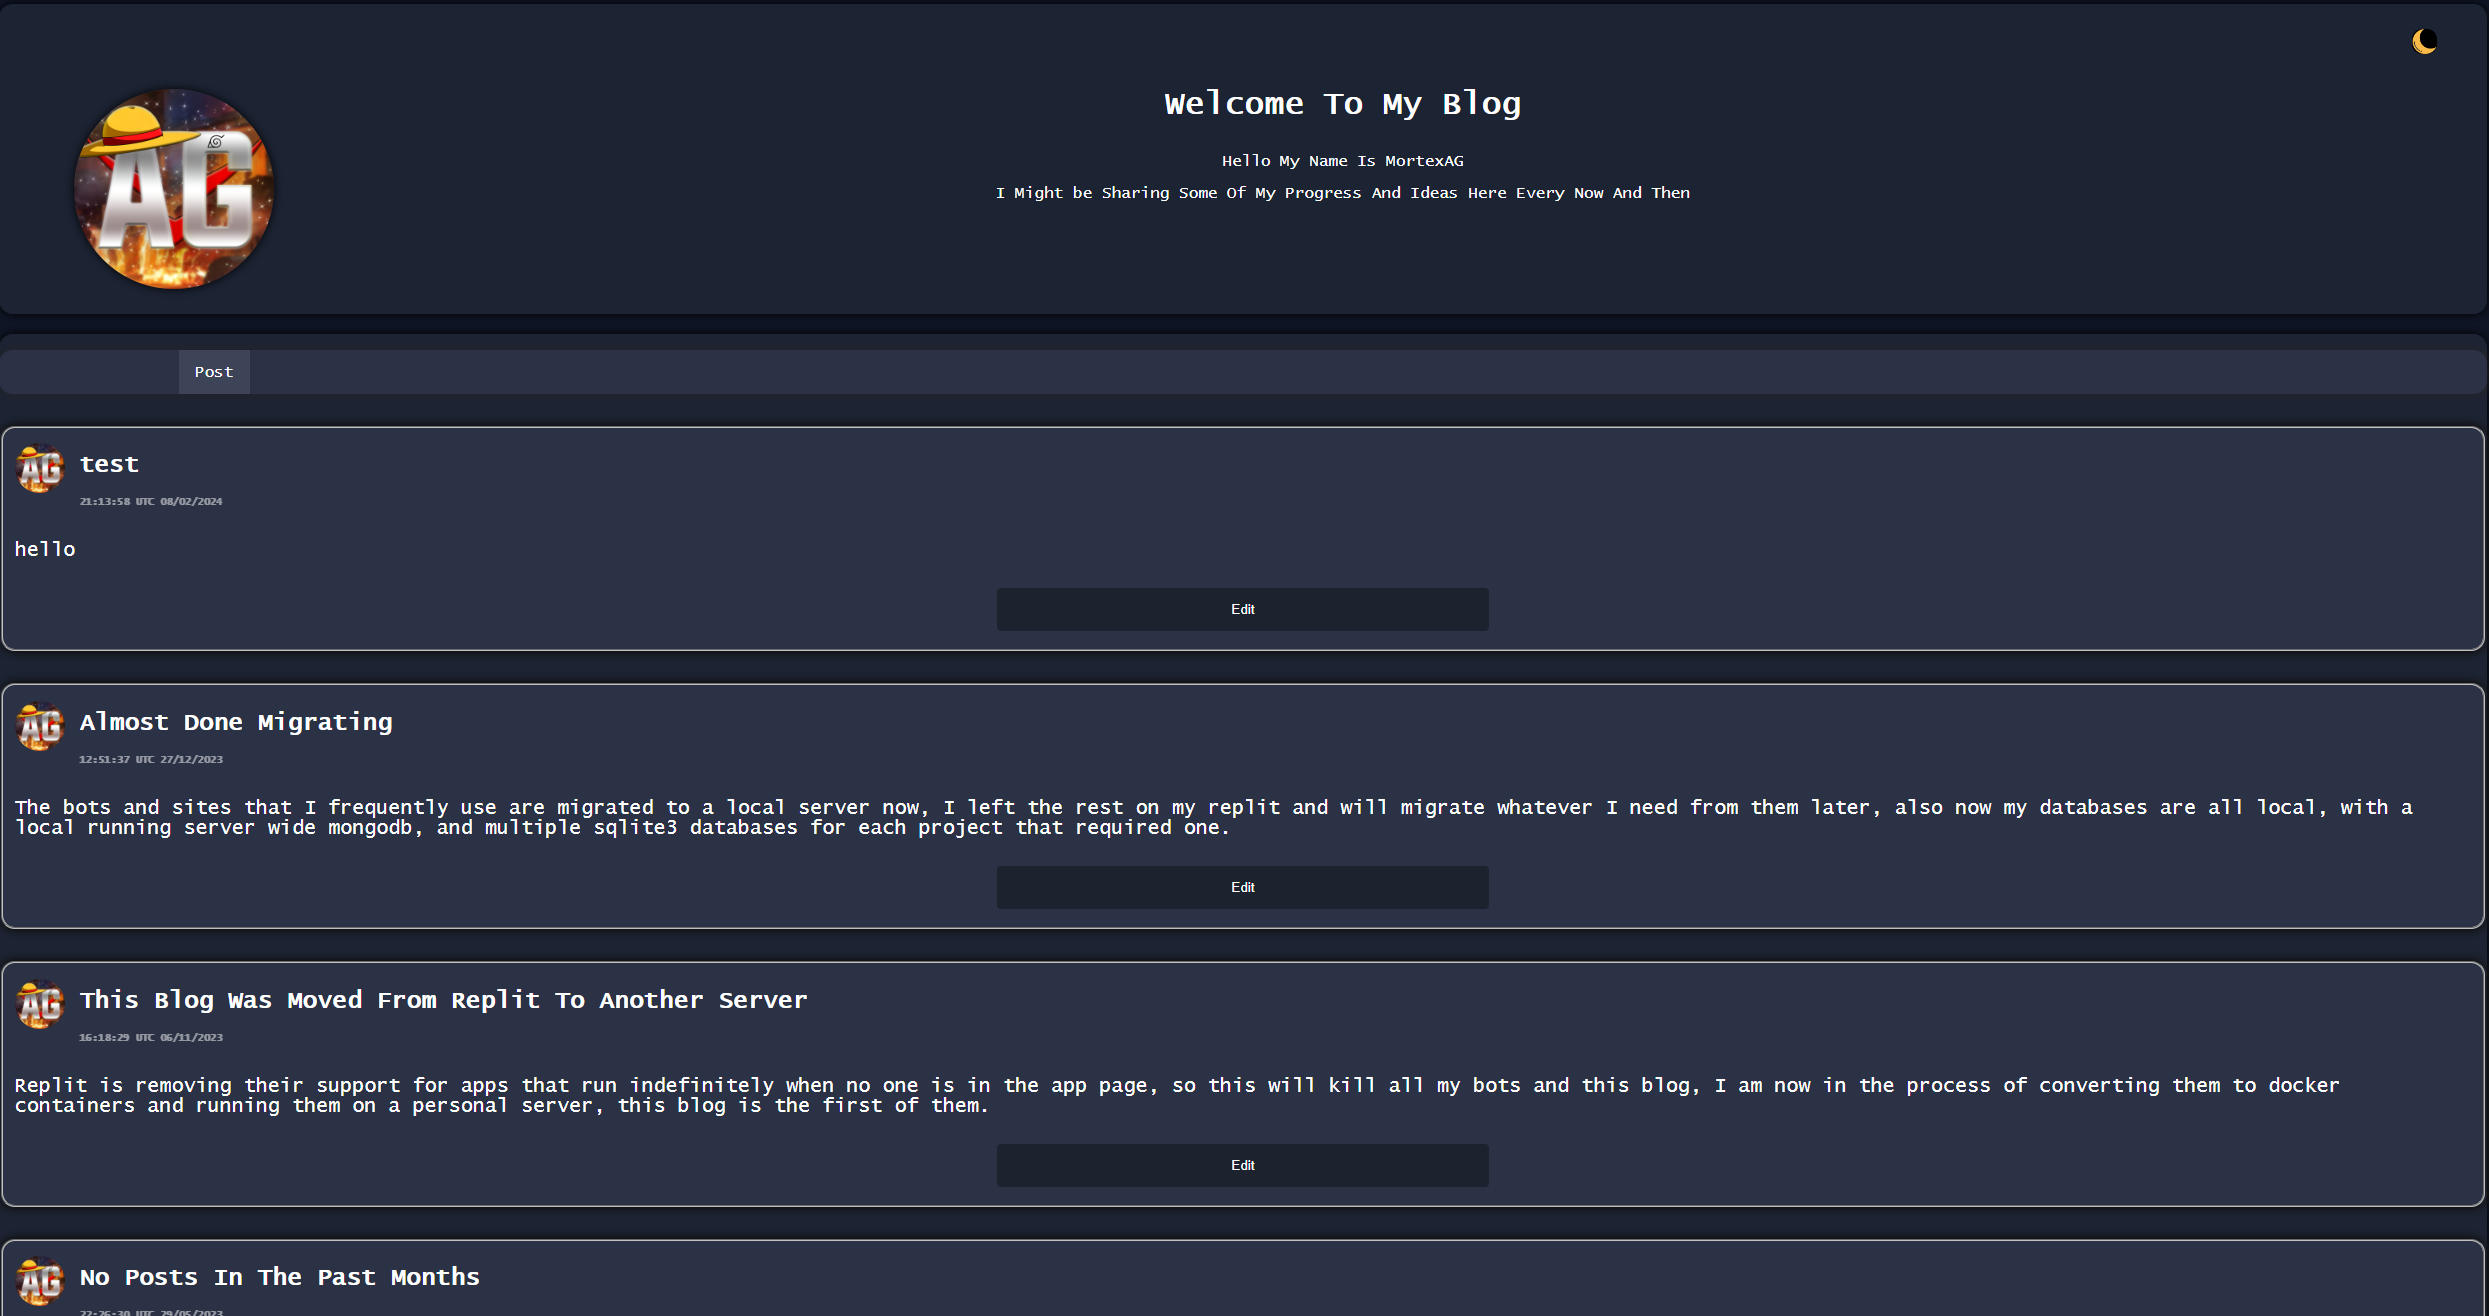 Welcome To My Blog
AG
Hello My Name Is MortexAG
I Might be Sharing Some Of My Progress And Ideas Here Every Now And Then
Post
AG
test
21:13:58 UTC 08/02/2024
hello
Edit
AG
Almost Done Migrating
12:51:37 UTC 27/12/2023
The bots and sites that I frequently use are migrated to a local server now, I left the rest on my replit and will migrate whatever I need from them later, also now my databases are all local, with a
local running server wide mongodb, and multiple sqlite3 databases for each project that required one.
Edit
AG
This Blog Was Moved From Replit To Another Server
16:18:29 UTC 06/11/2023
Replit is removing their support for apps that run indefinitely when no one is in the app page, so this will kill all my bots and this blog, I am now in the process of converting them to docker
containers and running them on a personal server, this blog is the first of them.
Edit
AG
No Posts In The Past Months
22:26:30 UTC 29/05/2023